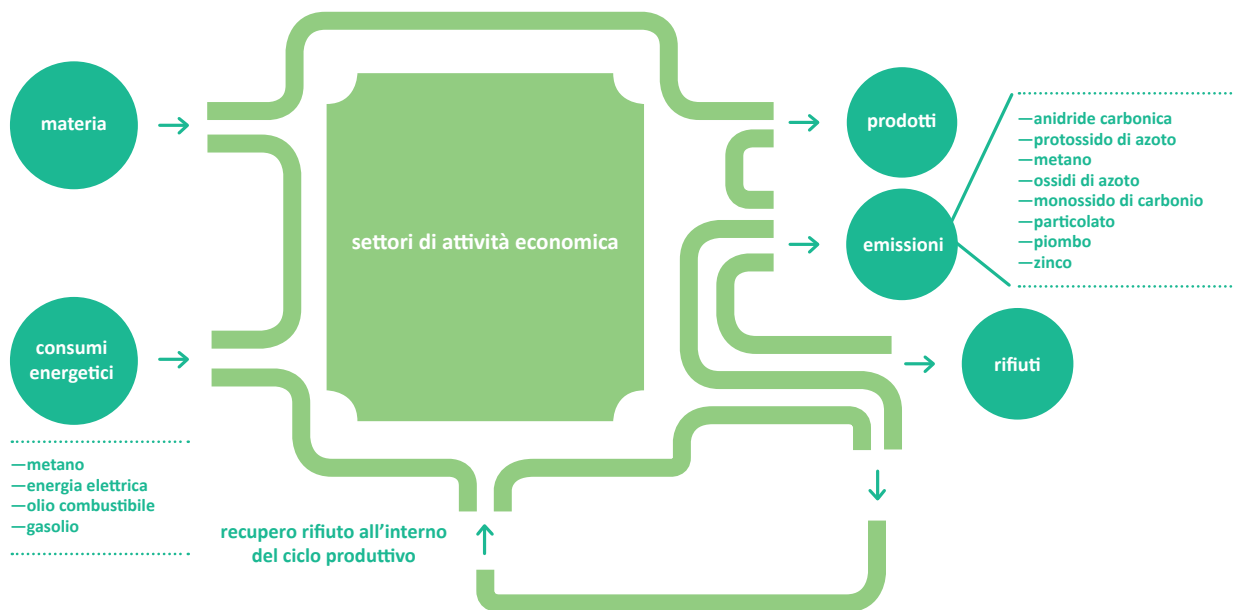 materia
consumi
energetici
—metano
—energia elettrica
—olio combustibile
—gasolio
settori di attività economica
recupero rifiuto all’interno
del ciclo produttivo
prodotti
emissioni
—anidride carbonica
—protossido di azoto
—metano
—ossidi di azoto
—monossido di carbonio
—particolato
—piombo
—zinco
rifiuti